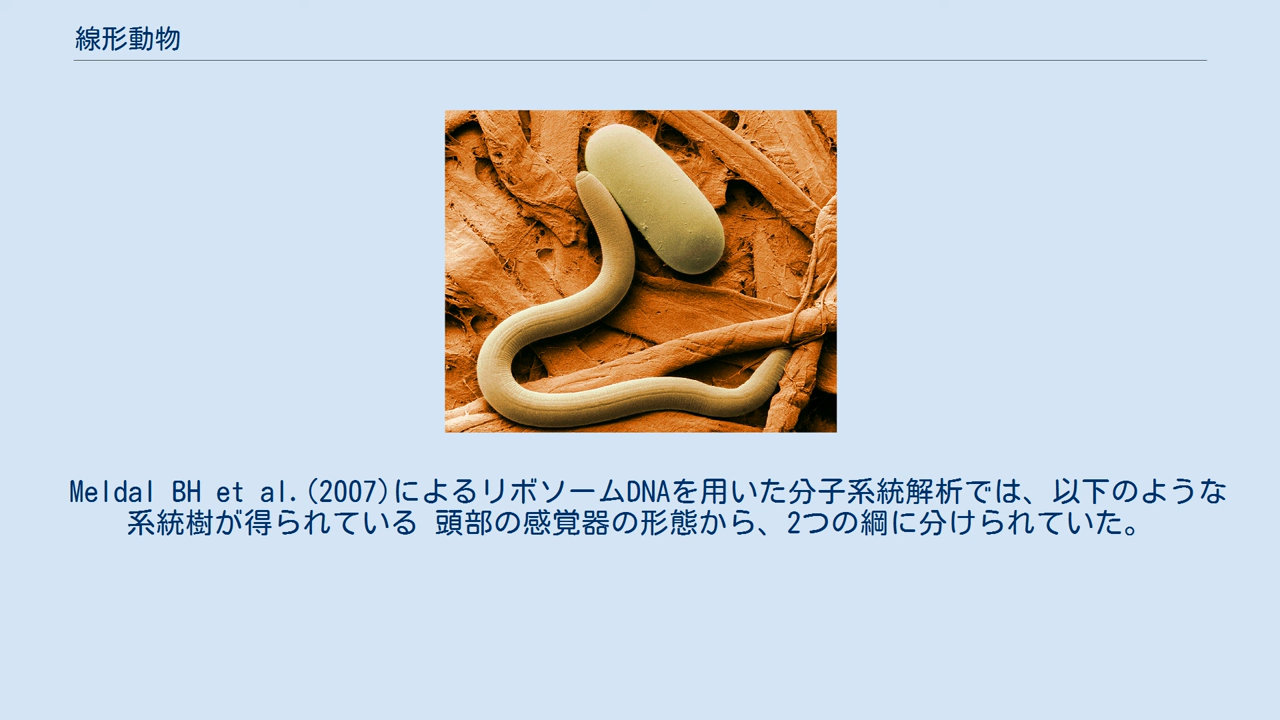 線形動物
Meldal BH et al.(2007)によるリボソームDNAを用いた分子系統解析では、以下のような
系統樹が得られている 頭部の感覚器の形態から、2つの綱に分けられていた。